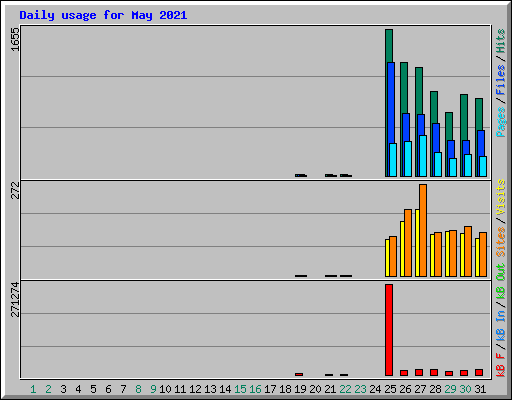 Daily usage for May 2021
1655
Pages/Files/Hits
272
Sites/Visits
271274
kB F/kB In/kB Out
1 2 3 4 5 6 7 8 9 10 11 12 13 14 15 16 17 18 19 20 21 22 23 24 25 26 27 28 29 30 31